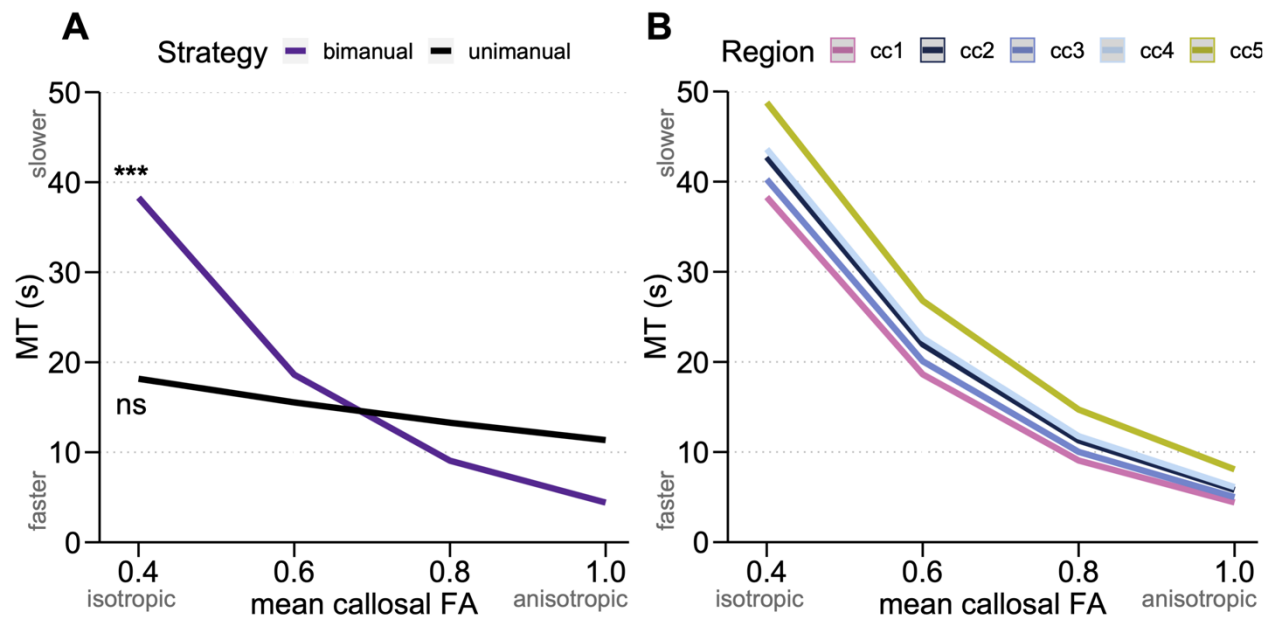 A
Strategy bimanual unimanual
50
40
30
20
10
0
MT (s)
slower
faster
***
ns
0.4 0.6 0.8 1.0
isotropic mean callosal FA anisotropic
B
Region cc1 cc2 cc3 cc4 cc5
50
40
30
20
10
0
MT (s)
slower
faster
0.4 0.6 0.8 1.0
isotropic mean callosal FA anisotropic